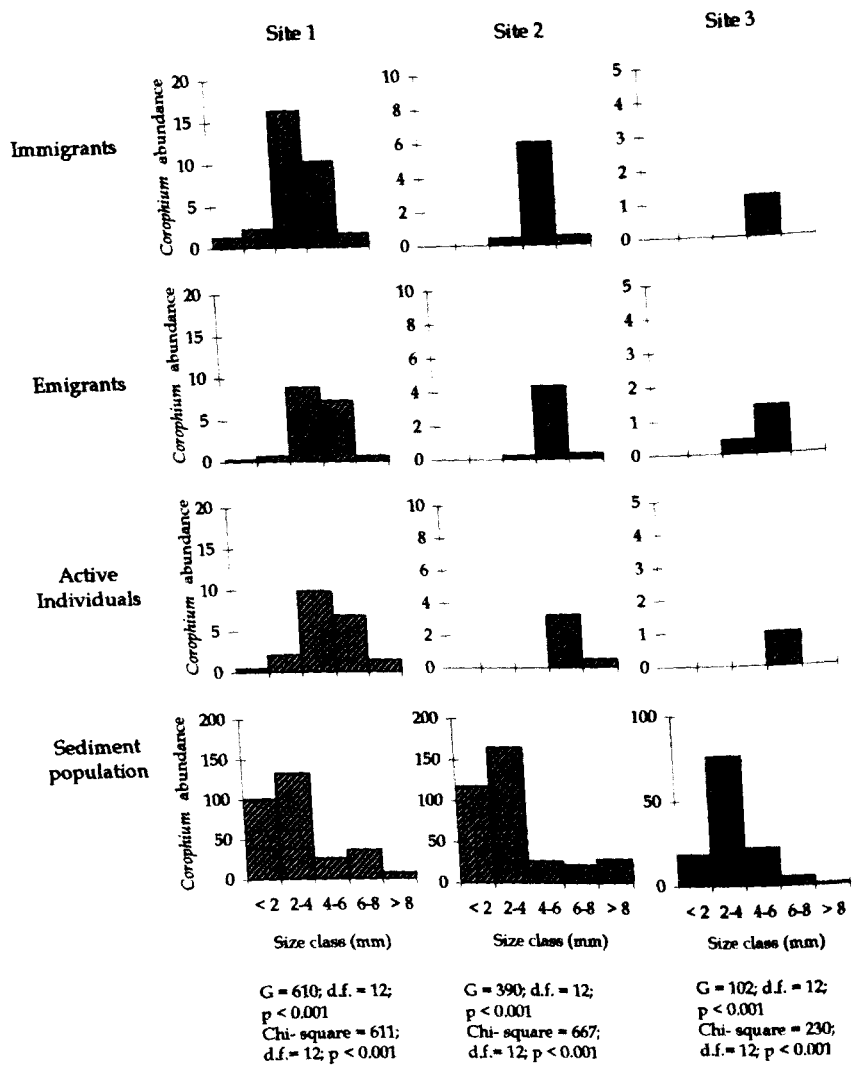 Site 1
Site 2
Site 3
Immigrants
Corophium abundance
20
15
10
5
0
10
8
6
4
2
0
5
4
3
2
1
0
Emigrants
Corophium abundance
20
15
10
5
0
10
8
6
4
2
0
5
4
3
2
1
0
Active
Individuals
Corophium abundance
20
15
10
5
0
10
8
6
4
2
0
5
4
3
2
1
0
Sediment
population
Corophium abundance
200
150
100
50
0
200
150
100
50
0
100
50
0
< 2 2-4 4-6 6-8 > 8
< 2 2-4 4-6 6-8 > 8
< 2 2-4 4-6 6-8 > 8
Size class (mm)
Size class (mm)
Size class (mm)
G = 610; d.f. = 12;
p < 0.001
Chi- square = 611;
d.f.= 12; p < 0.001
G = 390; d.f. = 12;
p < 0.001
Chi- square = 667;
d.f. = 12; p < 0.001
G = 102; d.f. = 12;
p < 0.001
Chi- square = 230;
d.f. = 12; p < 0.001